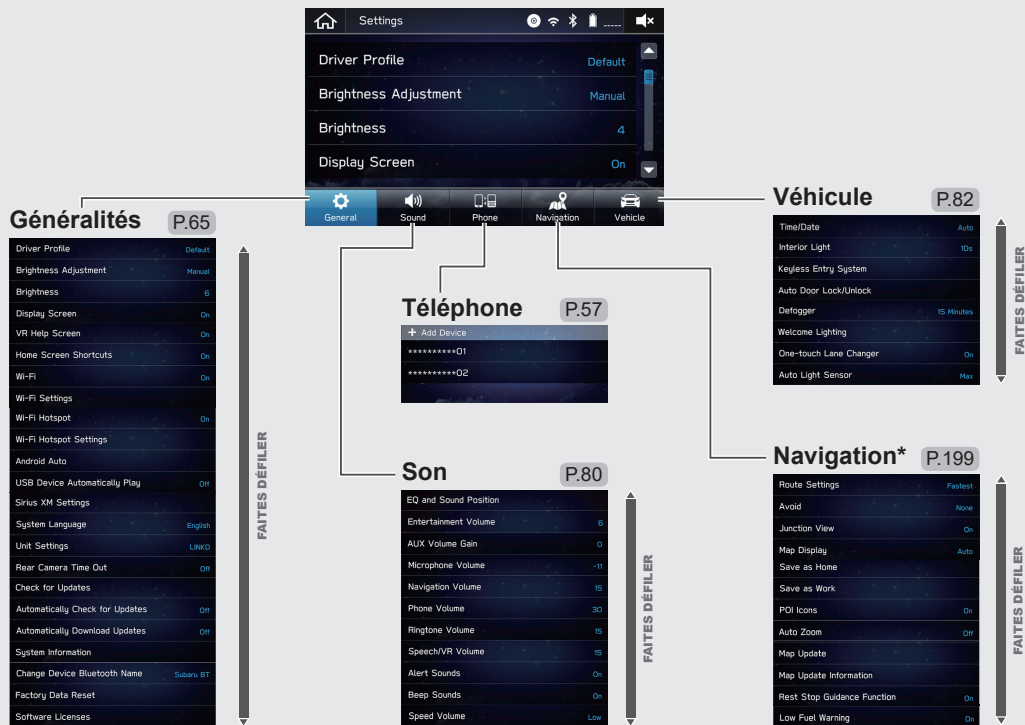 Settings
Driver Profile Default
Brightness Adjustment Manual
Brightness 4
Display Screen On
General Sound Phone Navigation Vehicle
Généralités P.65
Driver Profile Default
Brightness Adjustment Manual
Brightness 6
Display Screen On
VR Help Screen On
Home Screen Shortcuts On
Wi-Fi On
Wi-Fi Settings
Wi-Fi Hotspot On
Wi-Fi Hotspot Settings
Android Auto
USB Device Automatically Play Off
Sirius XM Settings
System Language English
Unit Settings LINKD
Rear Camera Time Out Off
Check for Updates
Automatically Check for Updates Off
Automatically Download Updates Off
System Information
Change Device Bluetooth Name Subaru BT
Factory Data Reset
Software Licenses
FAITES DÉFILER
Téléphone P.57
+ Add Device
**********01
**********02
Son P.80
EQ and Sound Position
Entertainment Volume 6
AUX Volume Gain 0
Microphone Volume -11
Navigation Volume 15
Phone Volume 30
Ringtone Volume 15
Speech/VR Volume 15
Alert Sounds On
Beep Sounds On
Speed Volume Low
FAITES DÉFILER
Véhicule P.82
Time/Date Auto
Interior Light 10s
Keyless Entry System
Auto Door Lock/Unlock
Defogger 15 Minutes
Welcome Lighting
One-touch Lane Changer On
Auto Light Sensor Max
FAITES DÉFILER
Navigation* P.199
Route Settings Fastest
Avoid None
Junction View On
Map Display Auto
Save as Home
Save as Work
POI Icons On
Auto Zoom Off
Map Update
Map Update Information
Rest Stop Guidance Function On
Low Fuel Warning On
FAITES DÉFILER